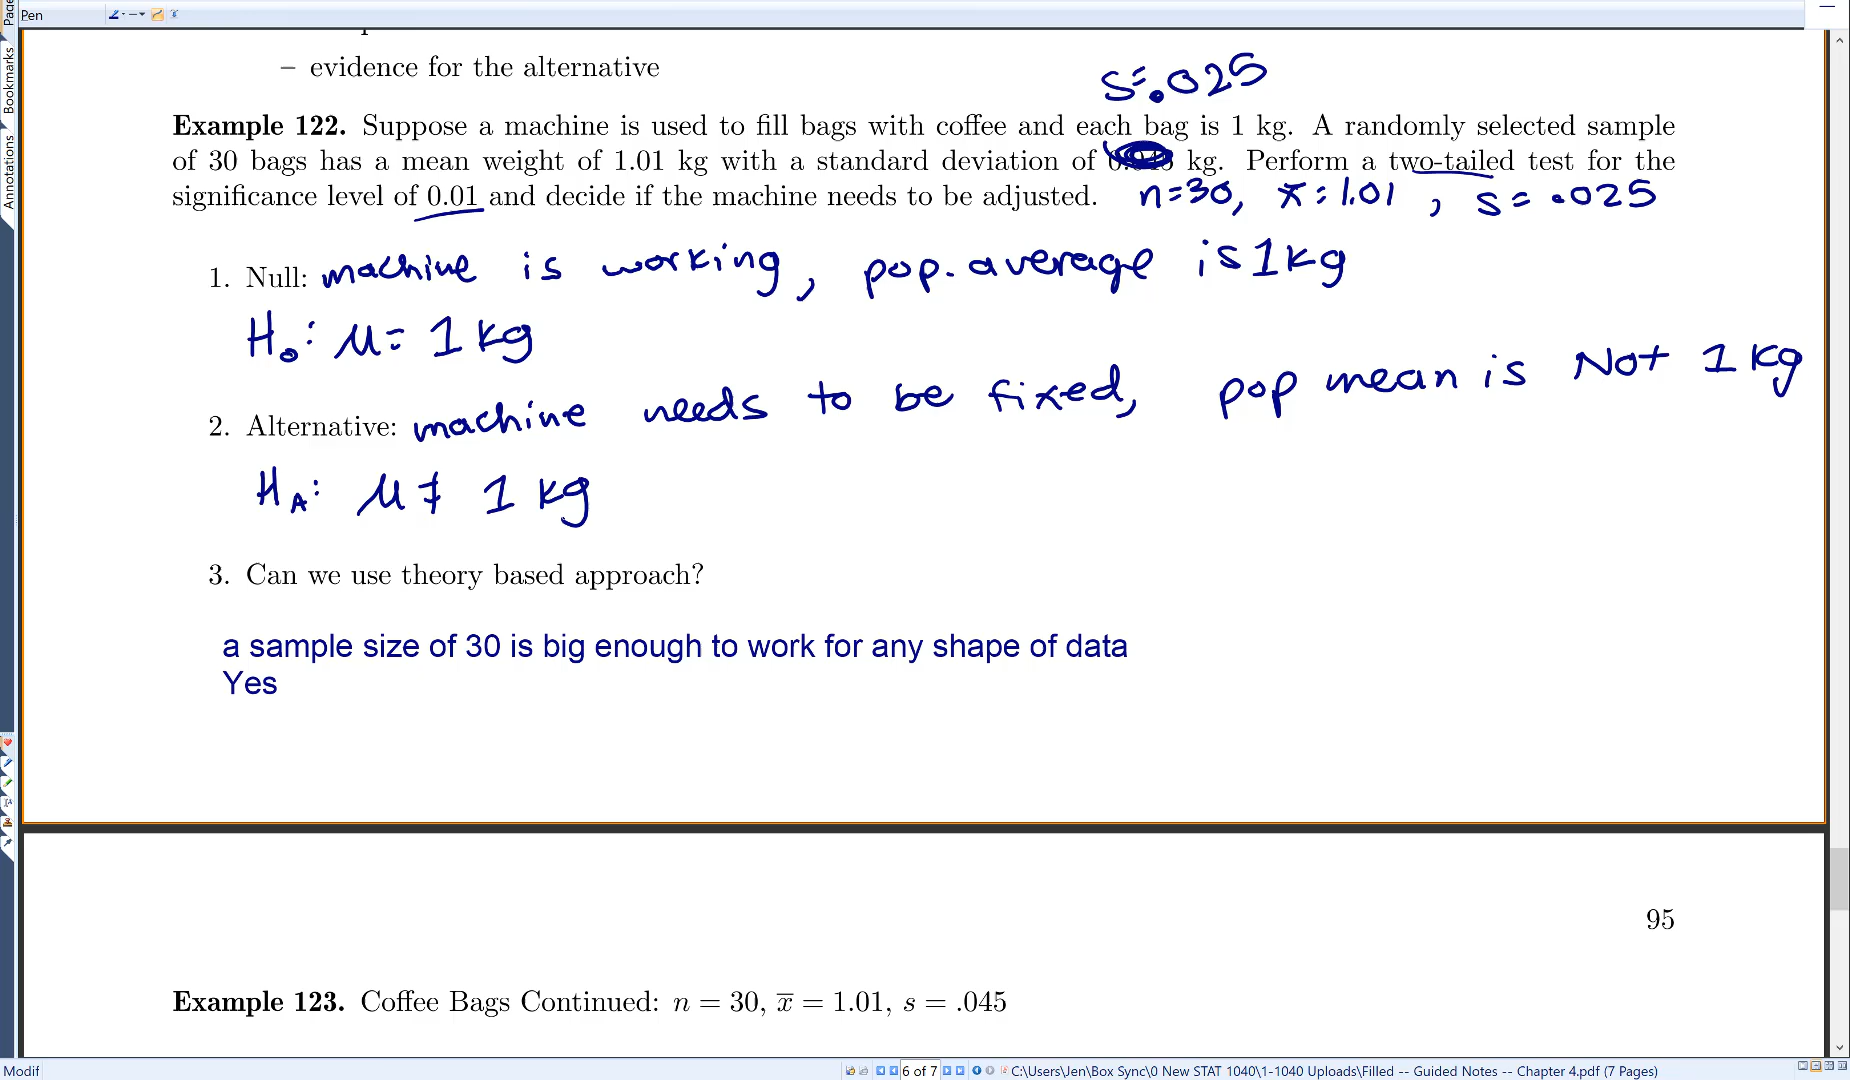 Page
Pen
Bookmarks
Annotations
– evidence for the alternative
s=.025
Example 122. Suppose a machine is used to fill bags with coffee and each bag is 1 kg. A randomly selected sample
of 30 bags has a mean weight of 1.01 kg with a standard deviation of kg. Perform a two-tailed test for the
significance level of 0.01 and decide if the machine needs to be adjusted. n=30, x̄=1.01, s=.025
1. Null: machine is working, pop. average is 1 kg
H₀: μ= 1 kg
2. Alternative: machine needs to be fixed, pop mean is Not 1 kg
H_A: μ ≠ 1 kg
3. Can we use theory based approach?
a sample size of 30 is big enough to work for any shape of data
Yes
95
Example 123. Coffee Bags Continued: n = 30, x̄ = 1.01, s = .045
Modif
6 of 7
C:\Users\Jen\Box Sync\0 New STAT 1040\1-1040 Uploads\Filled -- Guided Notes -- Chapter 4.pdf (7 Pages)